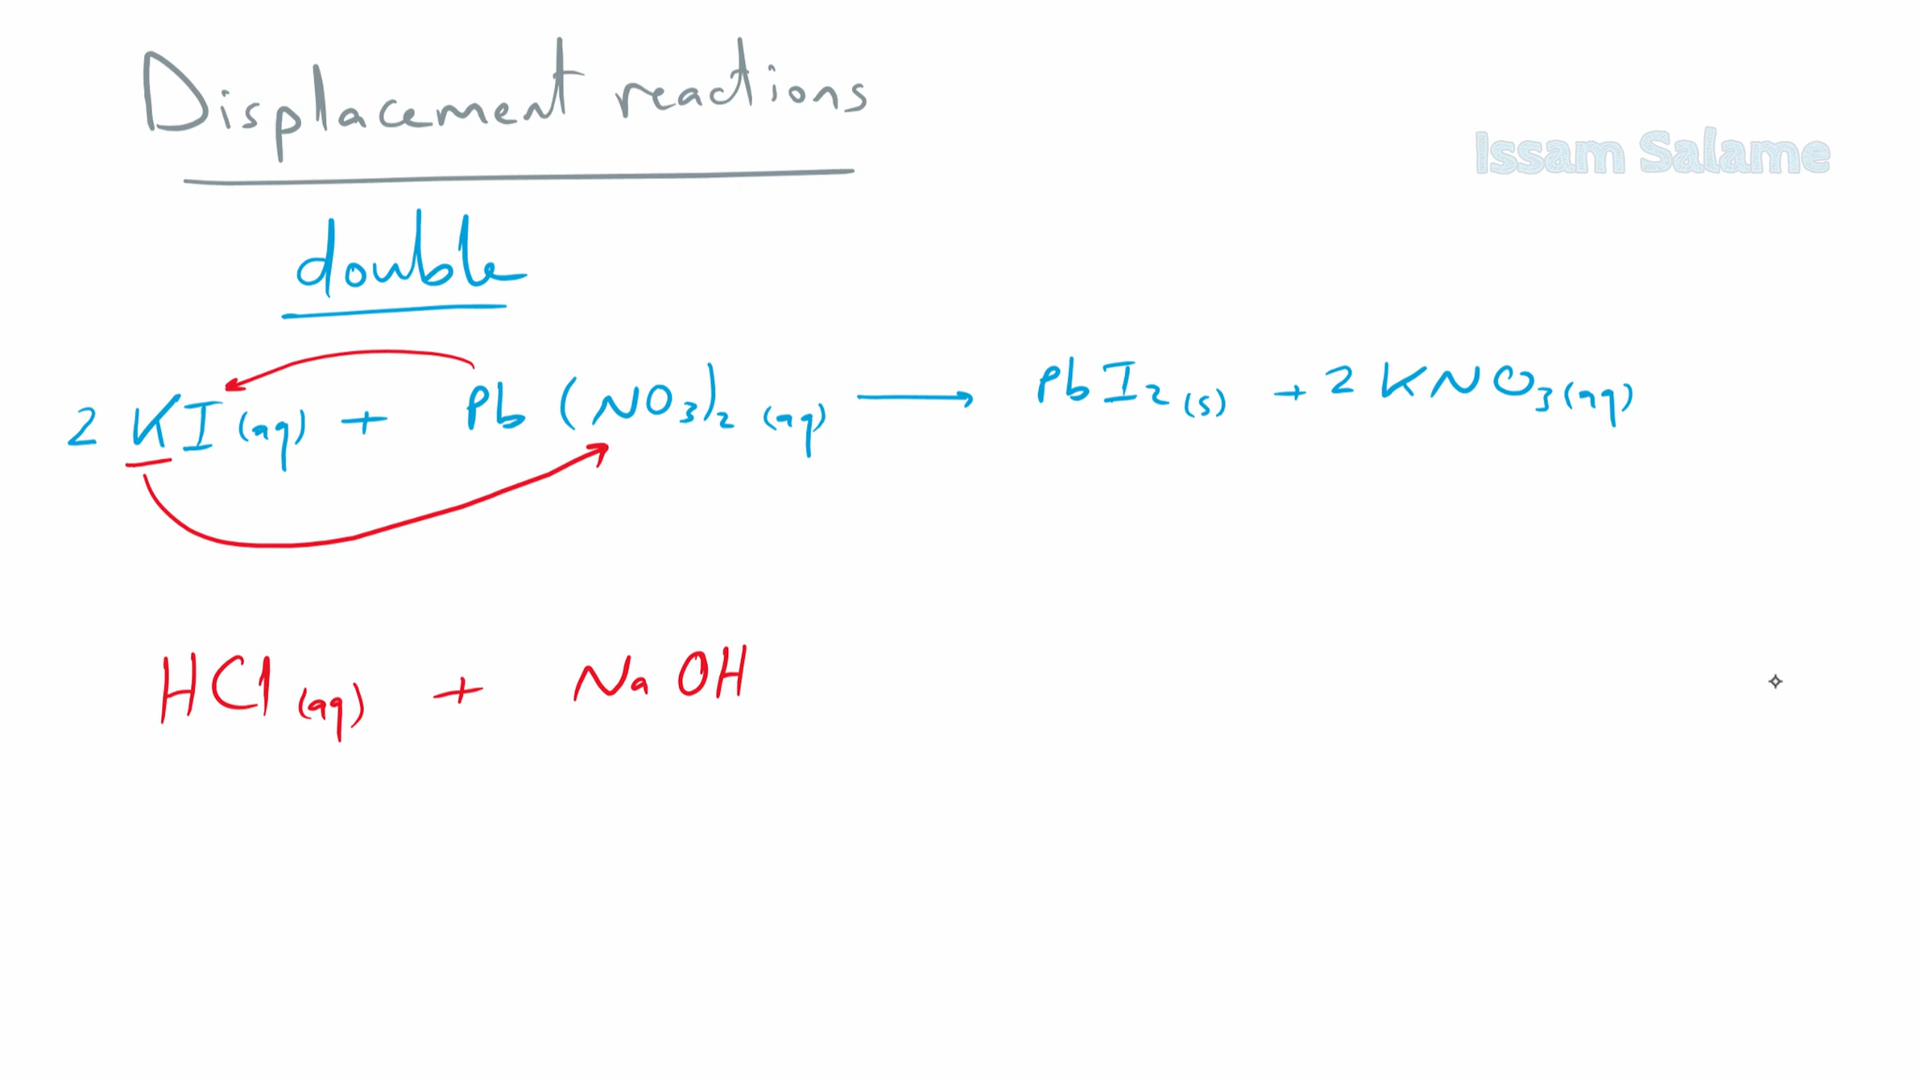 Displacement reactions
Issam Salame
double
2 KI (aq) + Pb (NO3)2 (aq) → PbI2 (s) + 2 KNO3 (aq)
HCl (aq) + NaOH